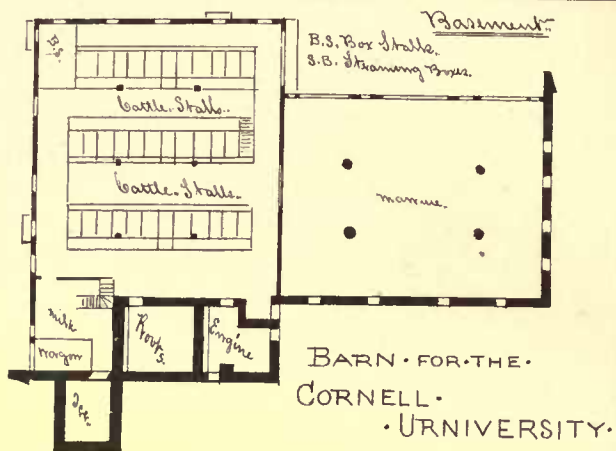 Basement
B.S. Box Stalls.
S.B. Steaming Boxes.
B.S.
Cattle-Stalls.
Cattle-Stalls.
manure.
milk
Wagon
Roots.
Engine
Ice.
BARN·FOR·THE·
CORNELL·
·URNIVERSITY·